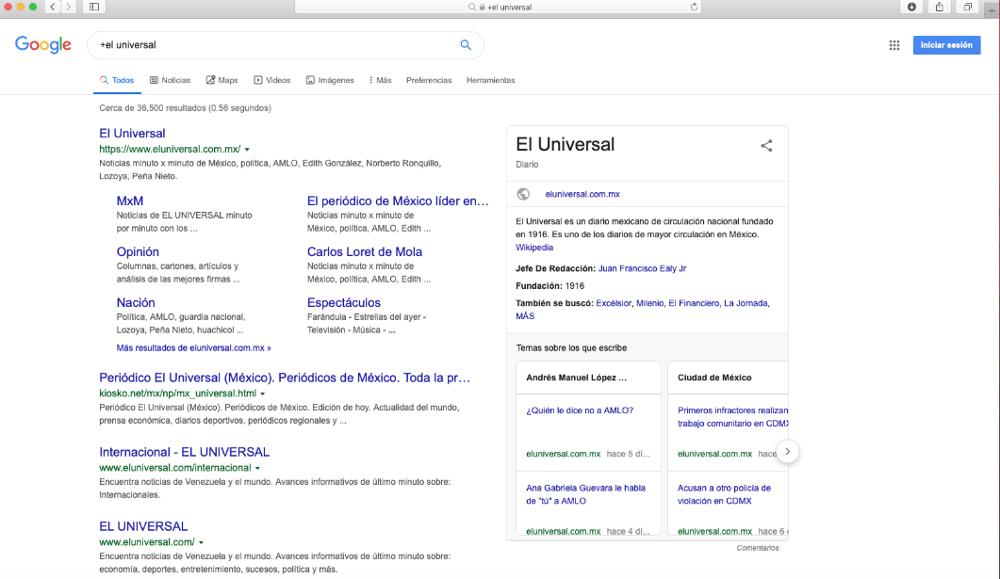 +el universal
Google
+el universal
Iniciar sesión
Todos Noticias Maps Videos Imágenes Más Preferencias Herramientas
Cerca de 36,500 resultados (0.56 segundos)
El Universal
https://www.eluniversal.com.mx/
Noticias minuto x minuto de México, política, AMLO, Edith González, Norberto Ronquillo,
Lozoya, Peña Nieto.
MxM
Noticias de EL UNIVERSAL minuto
por minuto con los ...
El periódico de México líder en...
Noticias minuto x minuto de
México, política, AMLO, Edith ...
Opinión
Columnas, cartones, artículos y
análisis de las mejores firmas ...
Carlos Loret de Mola
Noticias minuto x minuto de
México, política, AMLO, Edith ...
Nación
Política, AMLO, guardia nacional,
Lozoya, Peña Nieto, huachicol ...
Espectáculos
Farándula - Estrellas del ayer -
Televisión - Música - ...
Más resultados de eluniversal.com.mx »
Periódico El Universal (México). Periódicos de México. Toda la pr...
kiosko.net/mx/np/mx_universal.html
Periódico El Universal (México). Periódicos de México. Edición de hoy. Actualidad del mundo,
prensa económica, diarios deportivos, periódicos regionales y ...
Internacional - EL UNIVERSAL
www.eluniversal.com/internacional
Encuentra noticias de Venezuela y el mundo. Avances informativos de último minuto sobre:
Internacionales.
EL UNIVERSAL
www.eluniversal.com/
Encuentra noticias de Venezuela y el mundo. Avances informativos de último minuto sobre:
economía, deportes, entretenimiento, sucesos, política y más.
El Universal
Diario
eluniversal.com.mx
El Universal es un diario mexicano de circulación nacional fundado
en 1916. Es uno de los diarios de mayor circulación en México.
Wikipedia
Jefe De Redacción: Juan Francisco Ealy Jr
Fundación: 1916
También se buscó: Excélsior, Milenio, El Financiero, La Jornada,
MÁS
Temas sobre los que escribe
Andrés Manuel López ...
¿Quién le dice no a AMLO?
eluniversal.com.mx hace 5 dí...
Ana Gabriela Guevara le habla
de "tú" a AMLO
eluniversal.com.mx hace 4 dí...
Ciudad de México
Primeros infractores realizan
trabajo comunitario en CDMX
eluniversal.com.mx hace
Acusan a otro policía de
violación en CDMX
eluniversal.com.mx hace 6
Comentarios